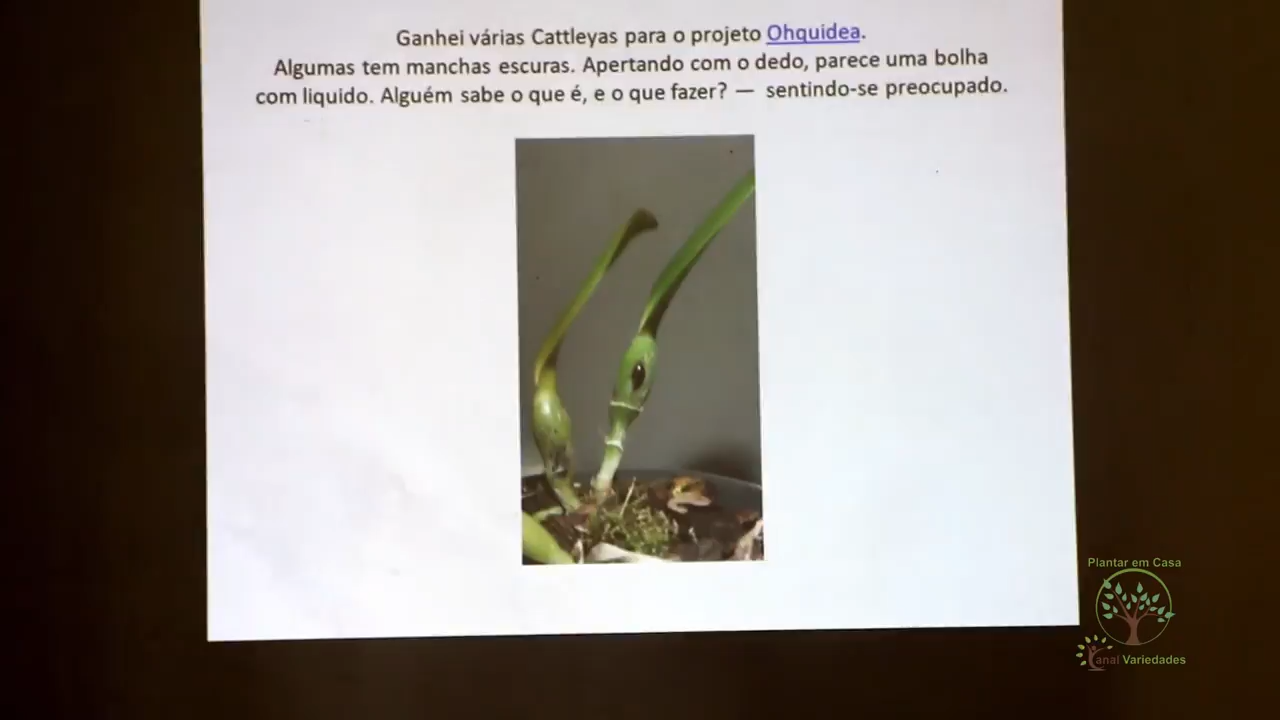 Ganhei várias Cattleyas para o projeto Ohquidea.
Algumas tem manchas escuras. Apertando com o dedo, parece uma bolha
com liquido. Alguém sabe o que é, e o que fazer? — sentindo-se preocupado.
Plantar em Casa
Canal Variedades